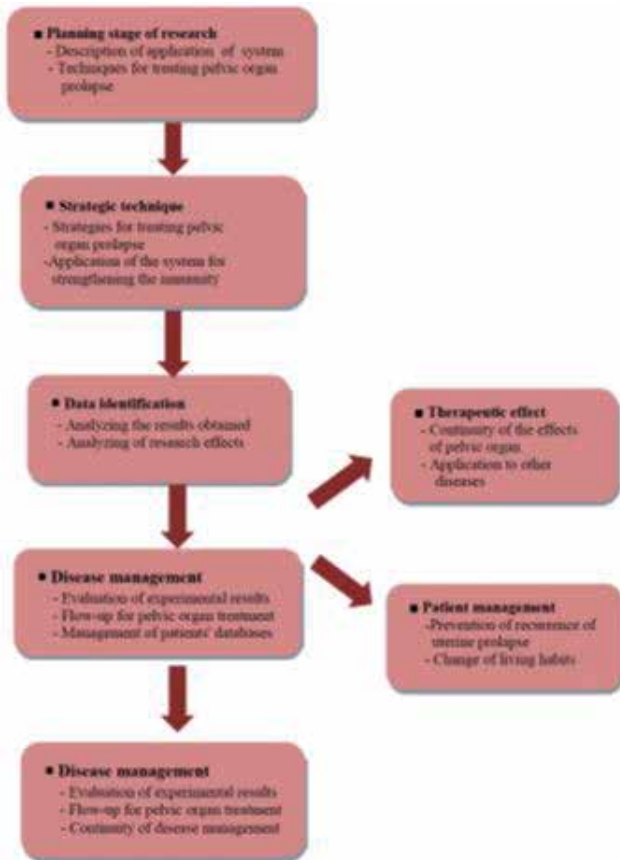 ■ Planning stage of research
- Description of application of system
- Techniques for treating pelvic organ
prolapse
■ Strategic technique
- Strategies for treating pelvic
organ prolapse
-Application of the system for
strengthening the immunity
■ Data identification
- Analyzing the results obtained
- Analyzing of research effects
■ Therapeutic effect
- Continuity of the effects
of pelvic organ
- Application to other
diseases
■ Disease management
- Evaluation of experimental results
- Flow-up for pelvic organ treatment
- Management of patients' databases
■ Patient management
-Prevention of recurrence of
uterine prolapse
- Change of living habits
■ Disease management
- Evaluation of experimental results
- Flow-up for pelvic organ treatment
- Continuity of disease management